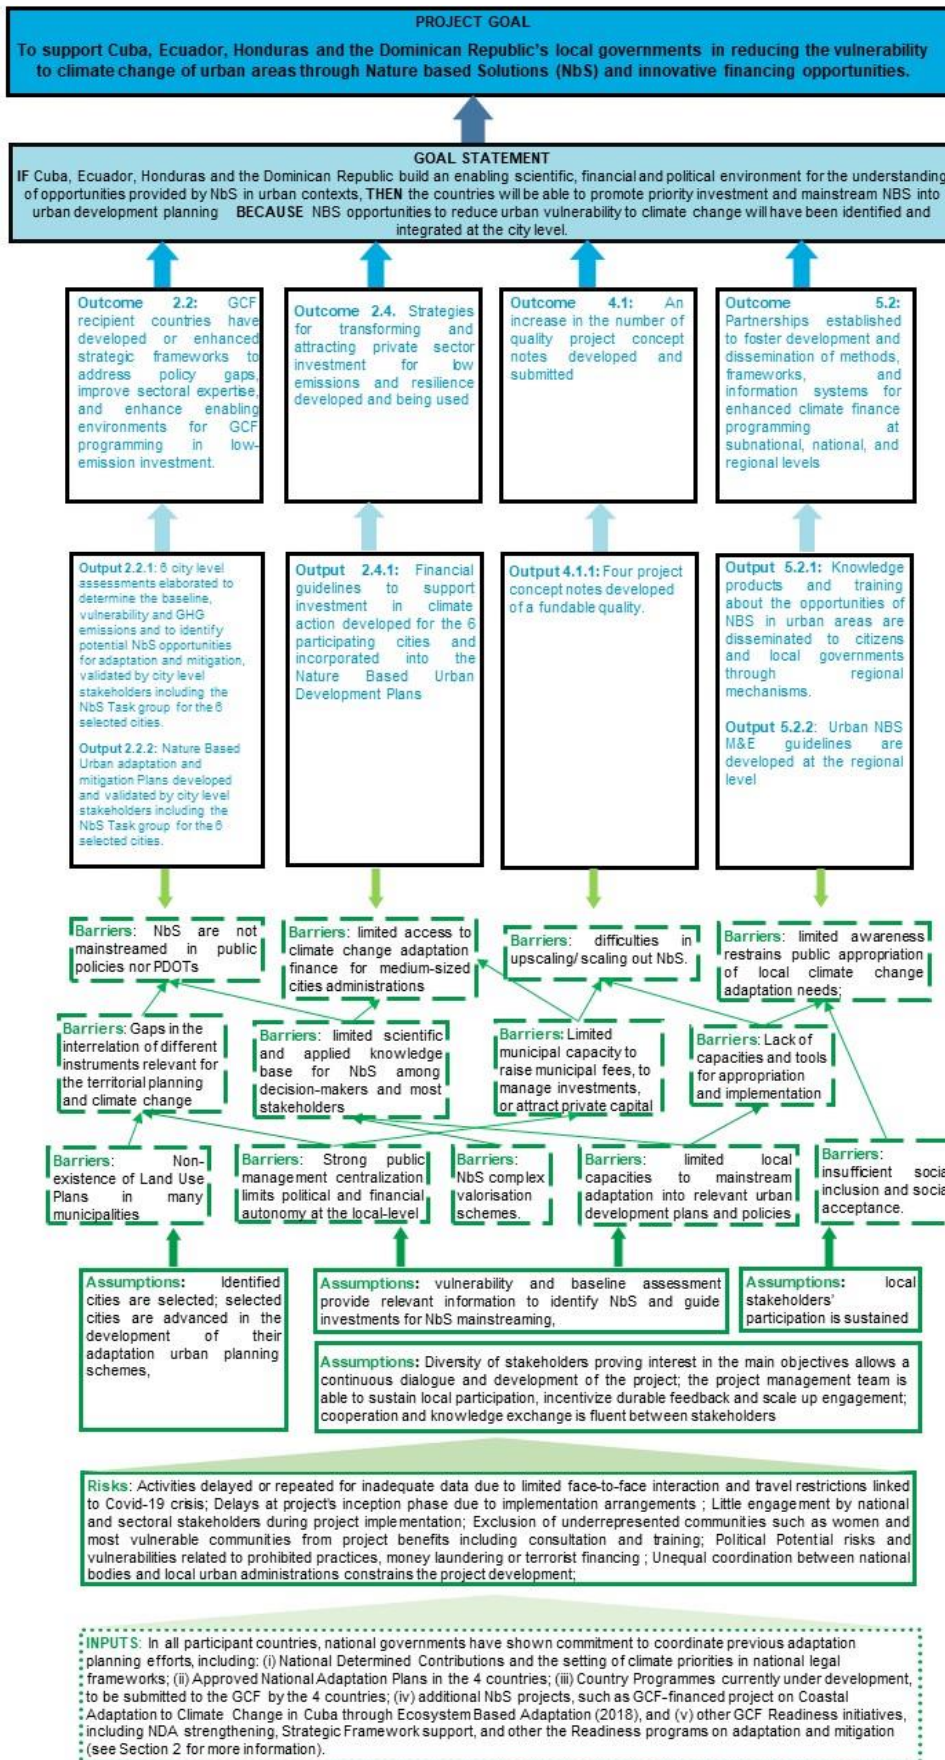 PROJECT GOAL
To support Cuba, Ecuador, Honduras and the Dominican Republic's local governments in reducing the vulnerability
to climate change of urban areas through Nature based Solutions (NbS) and innovative financing opportunities.
GOAL STATEMENT
IF Cuba, Ecuador, Honduras and the Dominican Republic build an enabling scientific, financial and political environment for the understanding
of opportunities provided by NbS in urban contexts, THEN the countries will be able to promote priority investment and mainstream NBS into
urban development planning BECAUSE NBS opportunities to reduce urban vulnerability to climate change will have been identified and
integrated at the city level.
Outcome 2.2: GCF
recipient countries have
developed or enhanced
strategic frameworks to
address policy gaps,
improve sectoral expertise,
and enhance enabling
environments for GCF
programming in low-
emission investment.
Outcome 2.4. Strategies
for transforming and
attracting private sector
investment for low
emissions and resilience
developed and being used
Outcome 4.1: An
increase in the number of
quality project concept
notes developed and
submitted
Outcome 5.2:
Partnerships established
to foster development and
dissemination of methods,
frameworks, and
information systems for
enhanced climate finance
programming at
subnational, national, and
regional levels
Output 2.2.1: 6 city level
assessments elaborated to
determine the baseline,
vulnerability and GHG
emissions and to identify
potential NbS opportunities
for adaptation and mitigation,
validated by city level
stakeholders including the
NbS Task group for the 6
selected cities.
Output 2.2.2: Nature Based
Urban adaptation and
mitigation Plans developed
and validated by city level
stakeholders including the
NbS Task group for the 6
selected cities.
Output 2.4.1: Financial
guidelines to support
investment in climate
action developed for the 6
participating cities and
incorporated into the
Nature Based Urban
Development Plans
Output 4.1.1: Four project
concept notes developed
of a fundable quality.
Output 5.2.1: Knowledge
products and training
about the opportunities of
NBS in urban areas are
disseminated to citizens
and local governments
through regional
mechanisms.
Output 5.2.2: Urban NBS
M&E guidelines are
developed at the regional
level
Barriers: NbS are not
mainstreamed in public
policies nor PDOTs
Barriers: limited access to
climate change adaptation
finance for medium-sized
cities administrations
Barriers: difficulties in
upscaling/ scaling out NbS.
Barriers: limited awareness
restrains public appropriation
of local climate change
adaptation needs;
Barriers: Gaps in the
interrelation of different
instruments relevant for
the territorial planning
and climate change
Barriers: limited scientific
and applied knowledge
base for NbS among
decision-makers and most
stakeholders
Barriers: Limited
municipal capacity to
raise municipal fees, to
manage investments,
or attract private capital
Barriers: Lack of
capacities and tools
for appropriation
and implementation
Barriers: Non-
existence of Land Use
Plans in many
municipalities
Barriers: Strong public
management centralization
limits political and financial
autonomy at the local-level
Barriers:
NbS complex
valorisation
schemes.
Barriers: limited local
capacities to mainstream
adaptation into relevant urban
development plans and policies
Barriers:
insufficient social
inclusion and social
acceptance.
Assumptions: Identified
cities are selected; selected
cities are advanced in the
development of their
adaptation urban planning
schemes,
Assumptions: vulnerability and baseline assessment
provide relevant information to identify NbS and guide
investments for NbS mainstreaming,
Assumptions: local
stakeholders'
participation is sustained
Assumptions: Diversity of stakeholders proving interest in the main objectives allows a
continuous dialogue and development of the project; the project management team is
able to sustain local participation, incentivize durable feedback and scale up engagement;
cooperation and knowledge exchange is fluent between stakeholders
Risks: Activities delayed or repeated for inadequate data due to limited face-to-face interaction and travel restrictions linked
to Covid-19 crisis; Delays at project's inception phase due to implementation arrangements ; Little engagement by national
and sectoral stakeholders during project implementation; Exclusion of underrepresented communities such as women and
most vulnerable communities from project benefits including consultation and training; Political Potential risks and
vulnerabilities related to prohibited practices, money laundering or terrorist financing ; Unequal coordination between national
bodies and local urban administrations constrains the project development;
INPUTS: In all participant countries, national governments have shown commitment to coordinate previous adaptation
planning efforts, including: (i) National Determined Contributions and the setting of climate priorities in national legal
frameworks; (ii) Approved National Adaptation Plans in the 4 countries; (iii) Country Programmes currently under development,
to be submitted to the GCF by the 4 countries; (iv) additional NbS projects, such as GCF-financed project on Coastal
Adaptation to Climate Change in Cuba through Ecosystem Based Adaptation (2018), and (v) other GCF Readiness initiatives,
including NDA strengthening, Strategic Framework support, and other the Readiness programs on adaptation and mitigation
(see Section 2 for more information).